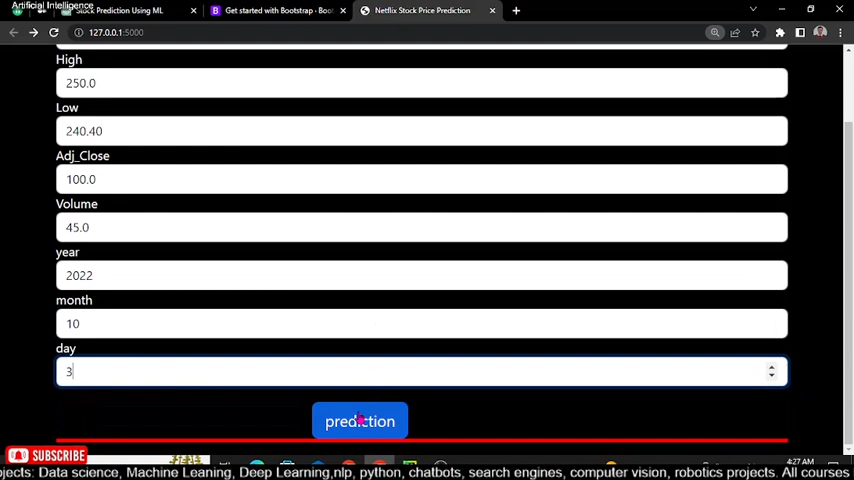 Artificial Intelligence
Stock Prediction Using ML
Get started with Bootstrap · Boo
Netflix Stock Price Prediction
127.0.0.1:5000
High
250.0
Low
240.40
Adj_Close
100.0
Volume
45.0
year
2022
month
10
day
3
prediction
SUBSCRIBE
4:27 AM
ojects: Data science, Machine Leaning, Deep Learning,nlp, python, chatbots, search engines, computer vision, robotics projects. All courses